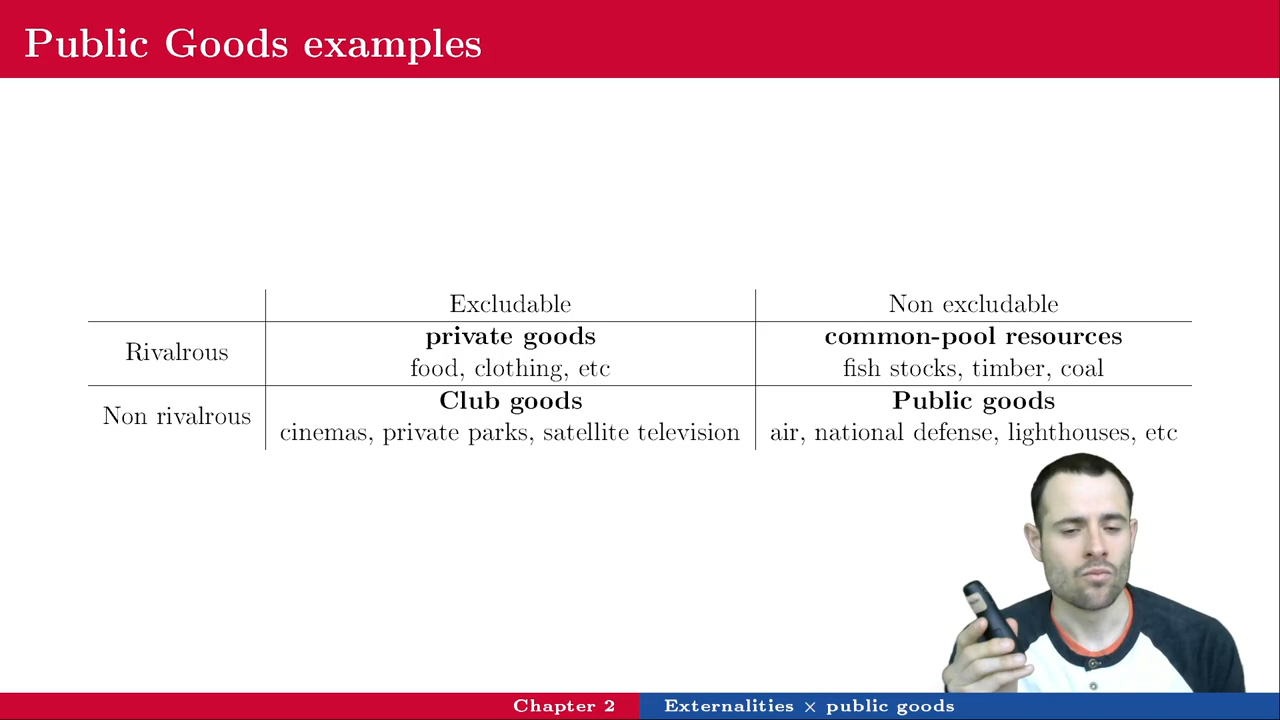 Public Goods examples
Excludable
Non excludable
Rivalrous
private goods
food, clothing, etc
common-pool resources
fish stocks, timber, coal
Non rivalrous
Club goods
cinemas, private parks, satellite television
Public goods
air, national defense, lighthouses, etc
Chapter 2
Externalities × public goods